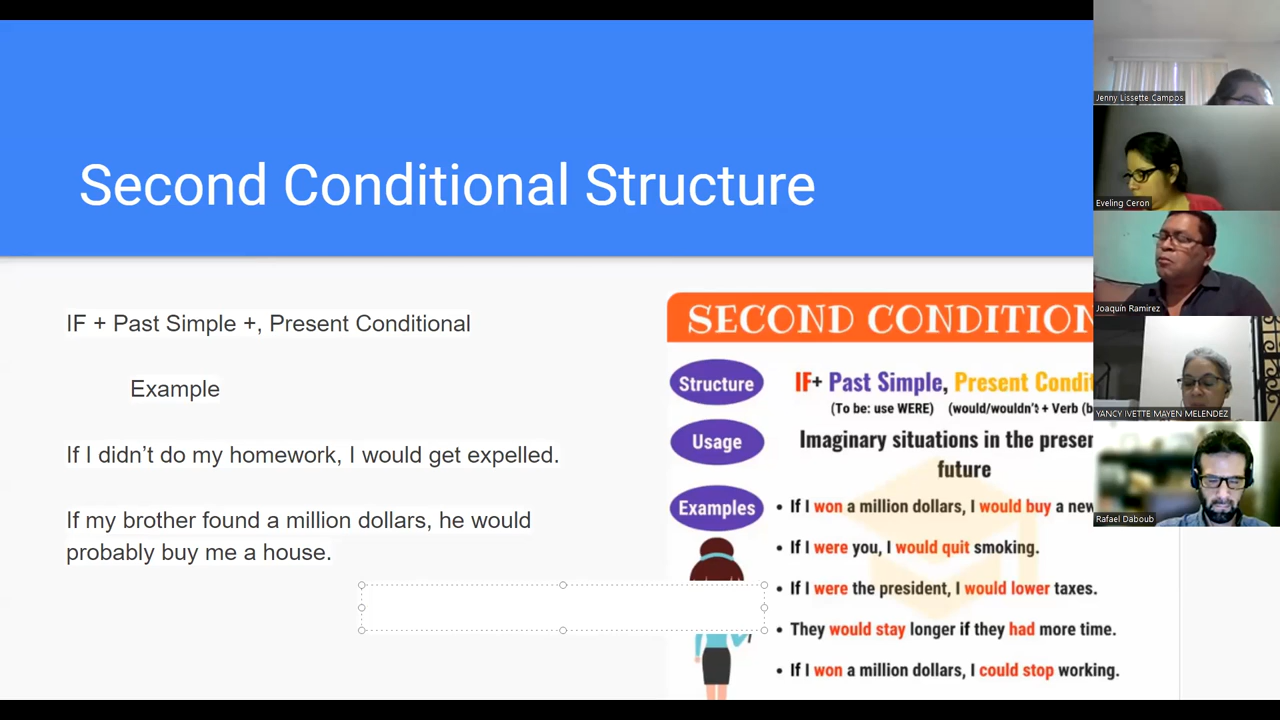 Second Conditional Structure
IF + Past Simple +, Present Conditional
Example
If I didn’t do my homework, I would get expelled.
If my brother found a million dollars, he would
probably buy me a house.
SECOND CONDITION
Structure
IF+ Past Simple, Present Condit
(To be: use WERE) (would/wouldn't + Verb (b
Usage
Imaginary situations in the presen
future
Examples
• If I won a million dollars, I would buy a new
• If I were you, I would quit smoking.
• If I were the president, I would lower taxes.
• They would stay longer if they had more time.
• If I won a million dollars, I could stop working.
Jenny Lissette Campos
Eveling Ceron
Joaquín Ramirez
YANCY IVETTE MAYEN MELENDEZ
Rafael Daboub